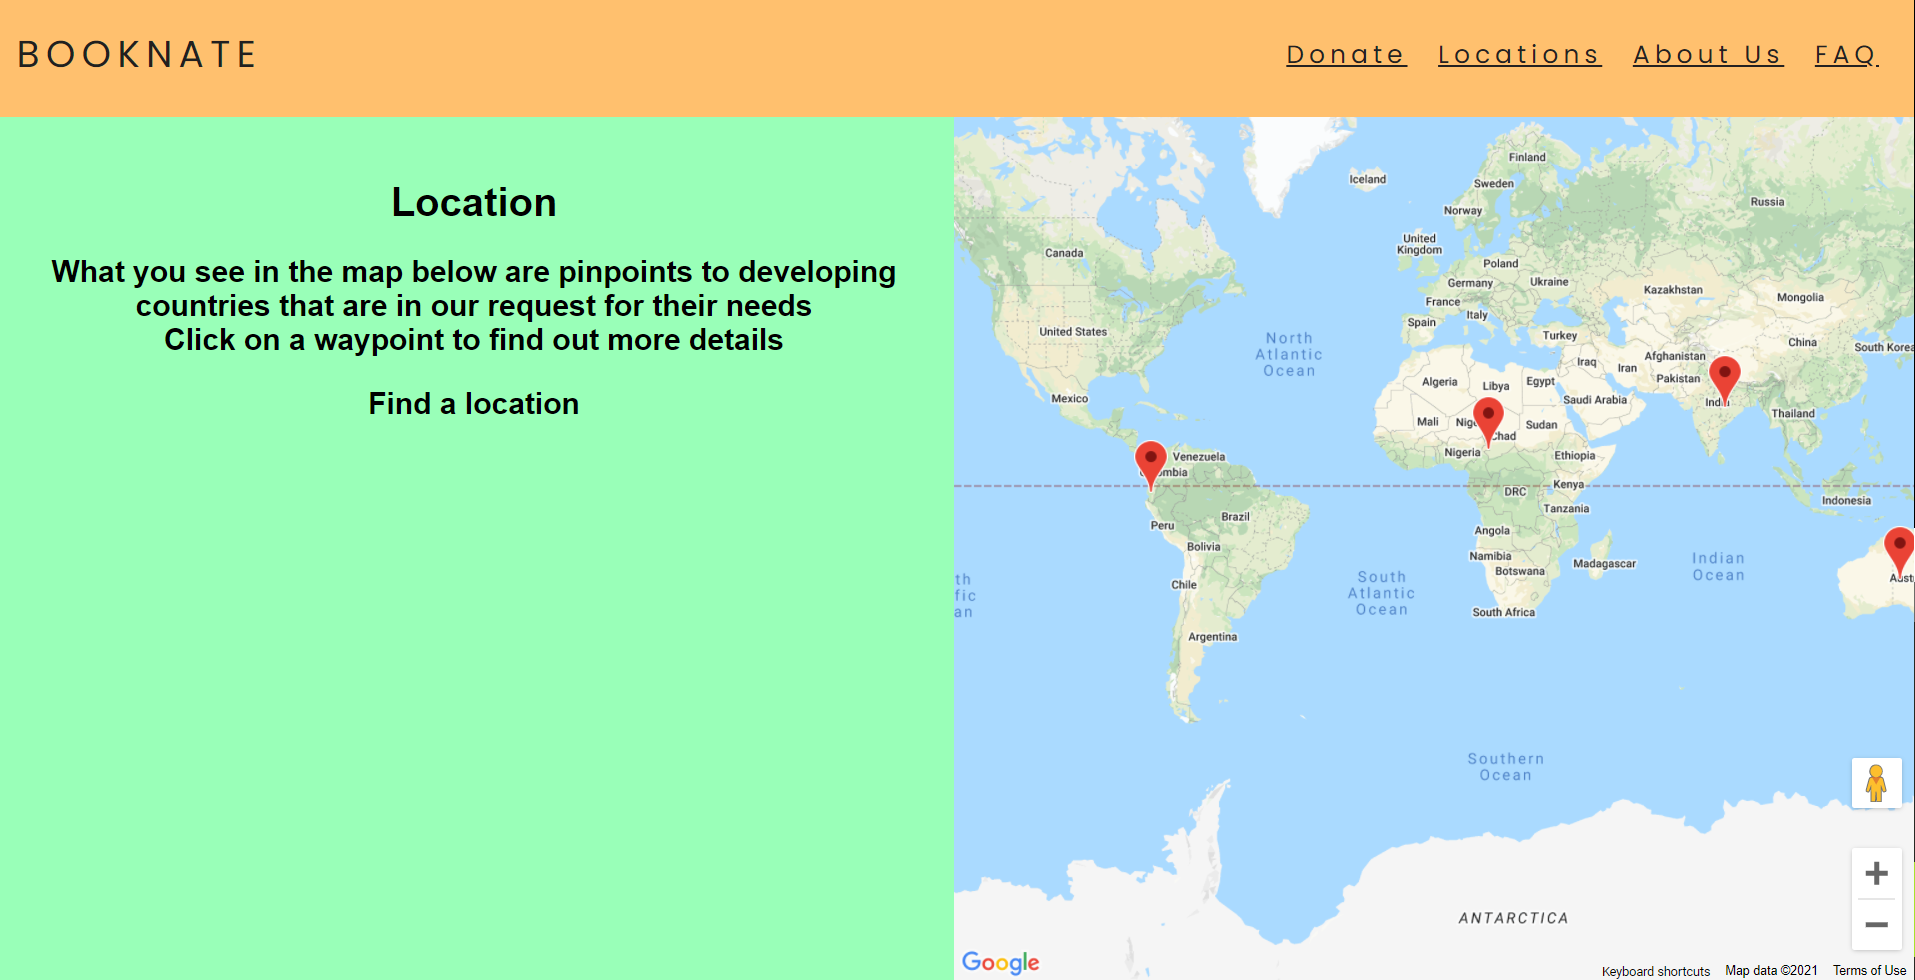 BOOKNATE
Donate Locations About Us FAQ
Location
What you see in the map below are pinpoints to developing
countries that are in our request for their needs
Click on a waypoint to find out more details
Find a location
Finland
Iceland
Sweden
Russia
Norway
United
Kingdom
Canada
Poland
Germany
Ukraine
Kazakhstan
Mongolia
France
Italy
Spain
United States
Turkey
North
Atlantic
Ocean
China
South Korea
Afghanistan
Iraq
Iran
Pakistan
Algeria
Libya
Egypt
Mexico
Saudi Arabia
India
Thailand
Mali
Nig
Chad
Sudan
Nigeria
Ethiopia
Venezuela
ombia
Kenya
DRC
Indonesia
Tanzania
Brazil
Peru
Angola
Bolivia
Namibia
Botswana
Madagascar
Indian
Ocean
Chile
South
Atlantic
Ocean
th
fic
an
Aust
South Africa
Argentina
Southern
Ocean
ANTARCTICA
Google
Keyboard shortcuts Map data ©2021 Terms of Use